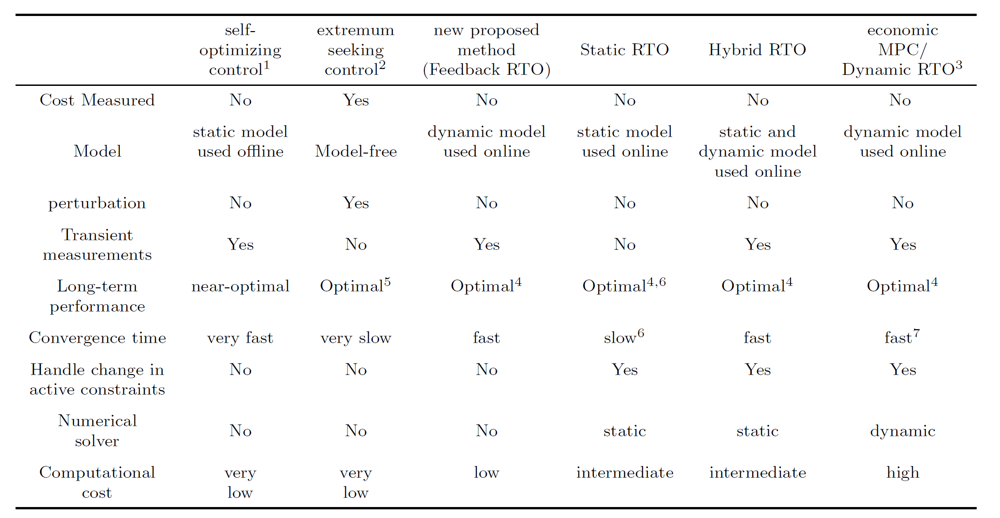 self-
optimizing
control¹
extremum
seeking
control²
new proposed
method
(Feedback RTO)
Static RTO
Hybrid RTO
economic
MPC/
Dynamic RTO³
Cost Measured No Yes No No No No
Model
static model
used offline
Model-free
dynamic model
used online
static model
used online
static and
dynamic model
used online
dynamic model
used online
perturbation No Yes No No No No
Transient
measurements
Yes No Yes No Yes Yes
Long-term
performance
near-optimal Optimal⁵ Optimal⁴ Optimal⁴,⁶ Optimal⁴ Optimal⁴
Convergence time very fast very slow fast slow⁶ fast fast⁷
Handle change in
active constraints
No No No Yes Yes Yes
Numerical
solver
No No No static static dynamic
Computational
cost
very
low
very
low
low intermediate intermediate high